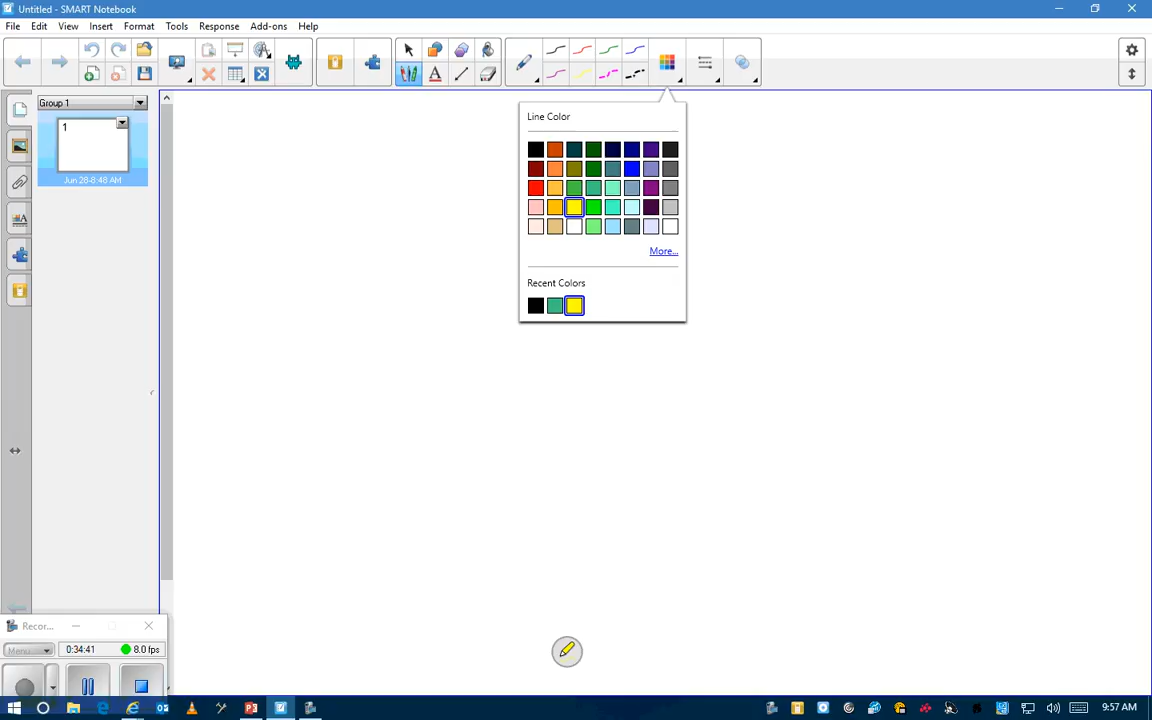 Untitled - SMART Notebook
File Edit View Insert Format Tools Response Add-ons Help
Group 1
1
Jun 28-8:48 AM
Line Color
More...
Recent Colors
Recor...
Menu...
0:34:41
8.0 fps
9:57 AM